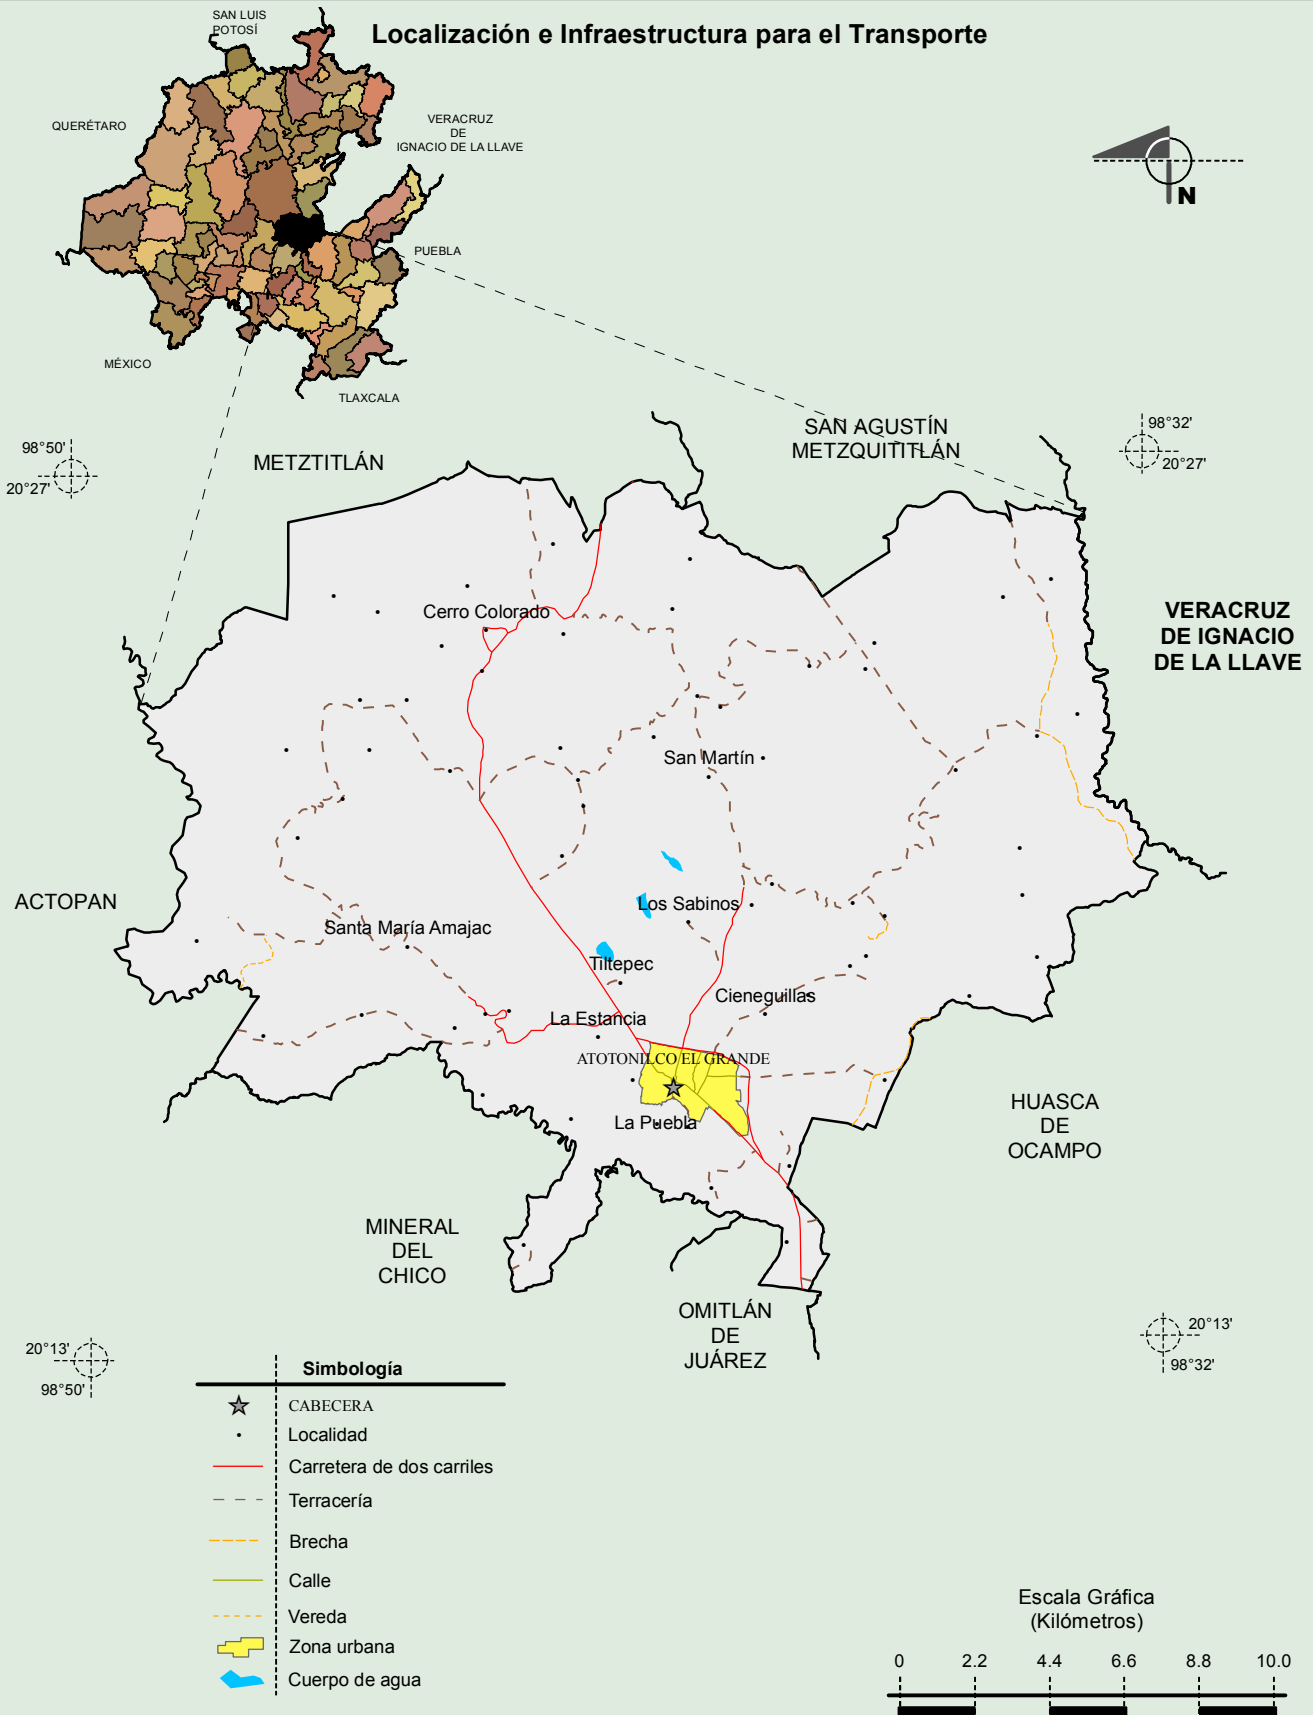 Localización e Infraestructura para el Transporte
SAN LUIS
POTOSÍ
QUERÉTARO
VERACRUZ
DE
IGNACIO DE LA LLAVE
PUEBLA
MÉXICO
TLAXCALA
N
98°50'
20°27'
METZTITLÁN
SAN AGUSTÍN
METZQUITITLÁN
98°32'
20°27'
Cerro Colorado
VERACRUZ
DE IGNACIO
DE LA LLAVE
San Martín
ACTOPAN
Los Sabinos
Santa María Amajac
Tiltepec
Cieneguillas
La Estancia
ATOTONILCO EL GRANDE
La Puebla
HUASCA
DE
OCAMPO
MINERAL
DEL
CHICO
OMITLÁN
DE
JUÁREZ
20°13'
98°50'
20°13'
98°32'
Simbología
CABECERA
Localidad
Carretera de dos carriles
Terracería
Brecha
Calle
Vereda
Zona urbana
Cuerpo de agua
Escala Gráfica
(Kilómetros)
0 2.2 4.4 6.6 8.8 10.0